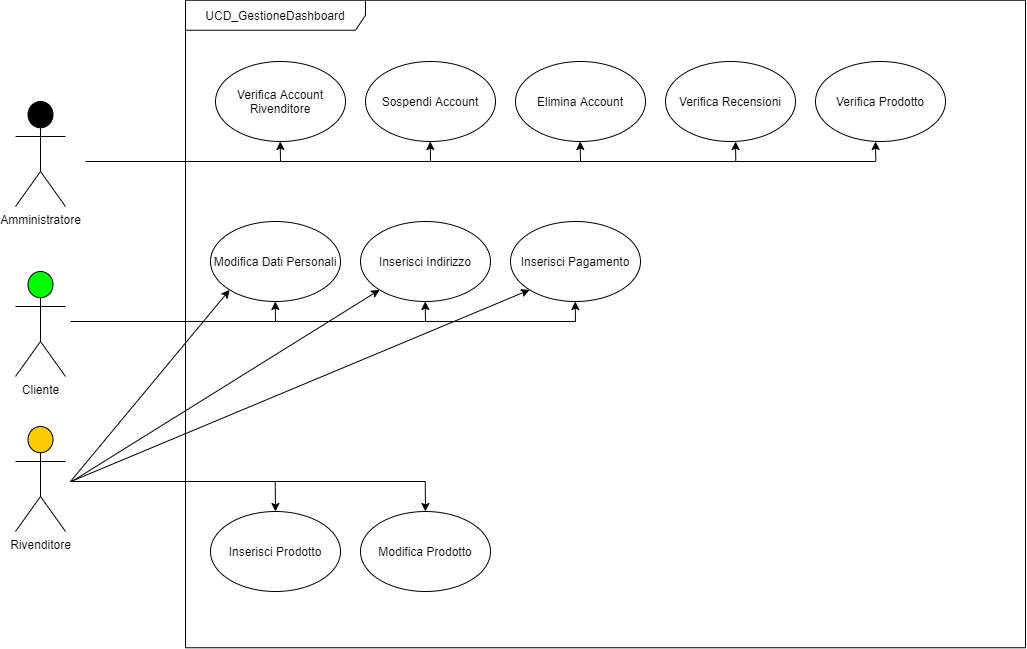 UCD_GestioneDashboard
Verifica Account
Rivenditore
Sospendi Account
Elimina Account
Verifica Recensioni
Verifica Prodotto
Amministratore
Modifica Dati Personali
Inserisci Indirizzo
Inserisci Pagamento
Cliente
Rivenditore
Inserisci Prodotto
Modifica Prodotto